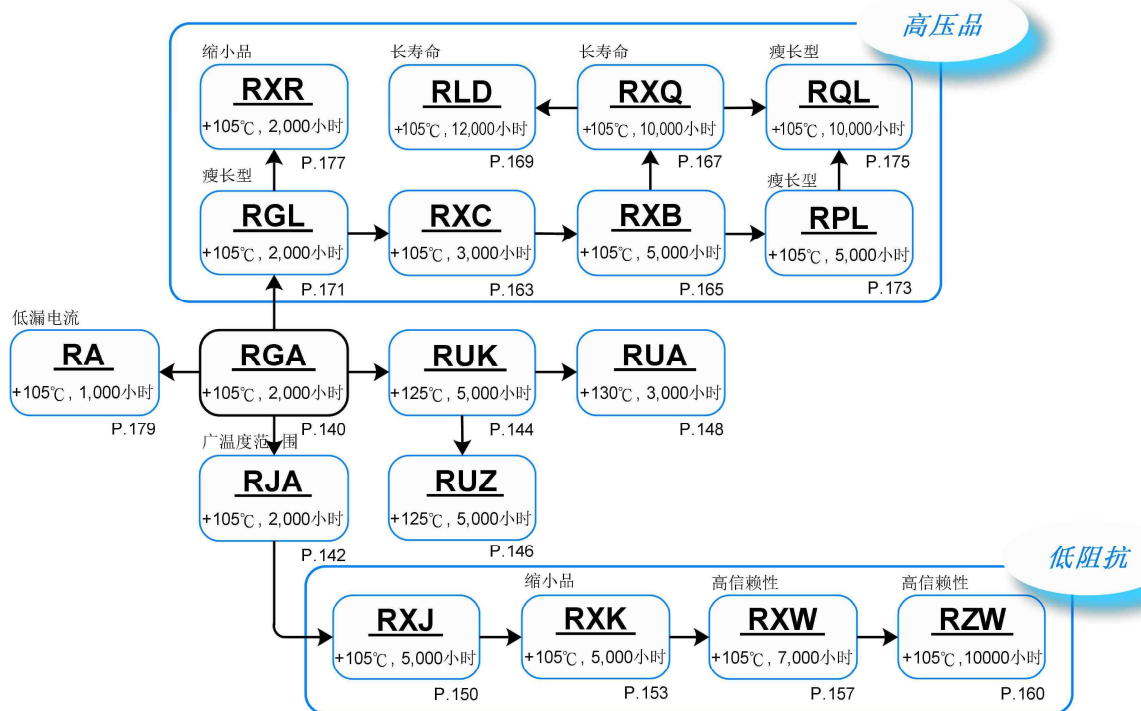 高压品
缩小品
RXR
+105℃, 2,000小时
P.177
长寿命
RLD
+105℃, 12,000小时
P.169
长寿命
RXQ
+105℃, 10,000小时
P.167
瘦长型
RQL
+105℃, 10,000小时
P.175
瘦长型
RGL
+105℃, 2,000小时
P.171
RXC
+105℃, 3,000小时
P.163
RXB
+105℃, 5,000小时
P.165
瘦长型
RPL
+105℃, 5,000小时
P.173
低漏电流
RA
+105℃, 1,000小时
P.179
RGA
+105℃, 2,000小时
P.140
RUK
+125℃, 5,000小时
P.144
RUA
+130℃, 3,000小时
P.148
广温度范围
RJA
+105℃, 2,000小时
P.142
RUZ
+125℃, 5,000小时
P.146
低阻抗
RXJ
+105℃, 5,000小时
P.150
缩小品
RXK
+105℃, 5,000小时
P.153
高信赖性
RXW
+105℃, 7,000小时
P.157
高信赖性
RZW
+105℃, 10000小时
P.160